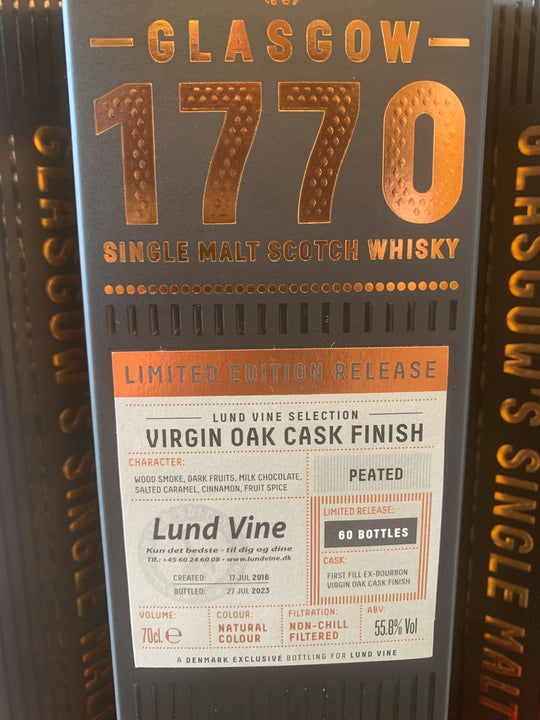 GLASGOW
1770
SINGLE MALT SCOTCH WHISKY
LIMITED EDITION RELEASE
LUND VINE SELECTION
VIRGIN OAK CASK FINISH
CHARACTER:
WOOD SMOKE, DARK FRUITS, MILK CHOCOLATE,
SALTED CARAMEL, CINNAMON, FRUIT SPICE
PEATED
Lund Vine
Kun det bedste - til dig og dine
Tlf.: +45 60 24 60 08 - www.lundvine.dk
LIMITED RELEASE:
60 BOTTLES
CASK:
FIRST FILL EX-BOURBON
VIRGIN OAK CASK FINISH
CREATED: 17 JUL 2016
BOTTLED: 27 JUL 2023
VOLUME:
70cl. ℮
COLOUR:
NATURAL
COLOUR
FILTRATION:
NON-CHILL
FILTERED
ABV:
55.8% Vol
A DENMARK EXCLUSIVE BOTTLING FOR LUND VINE
GLASGOW'S SINGLE MAL
GLASGOW'S SINGLE MALT